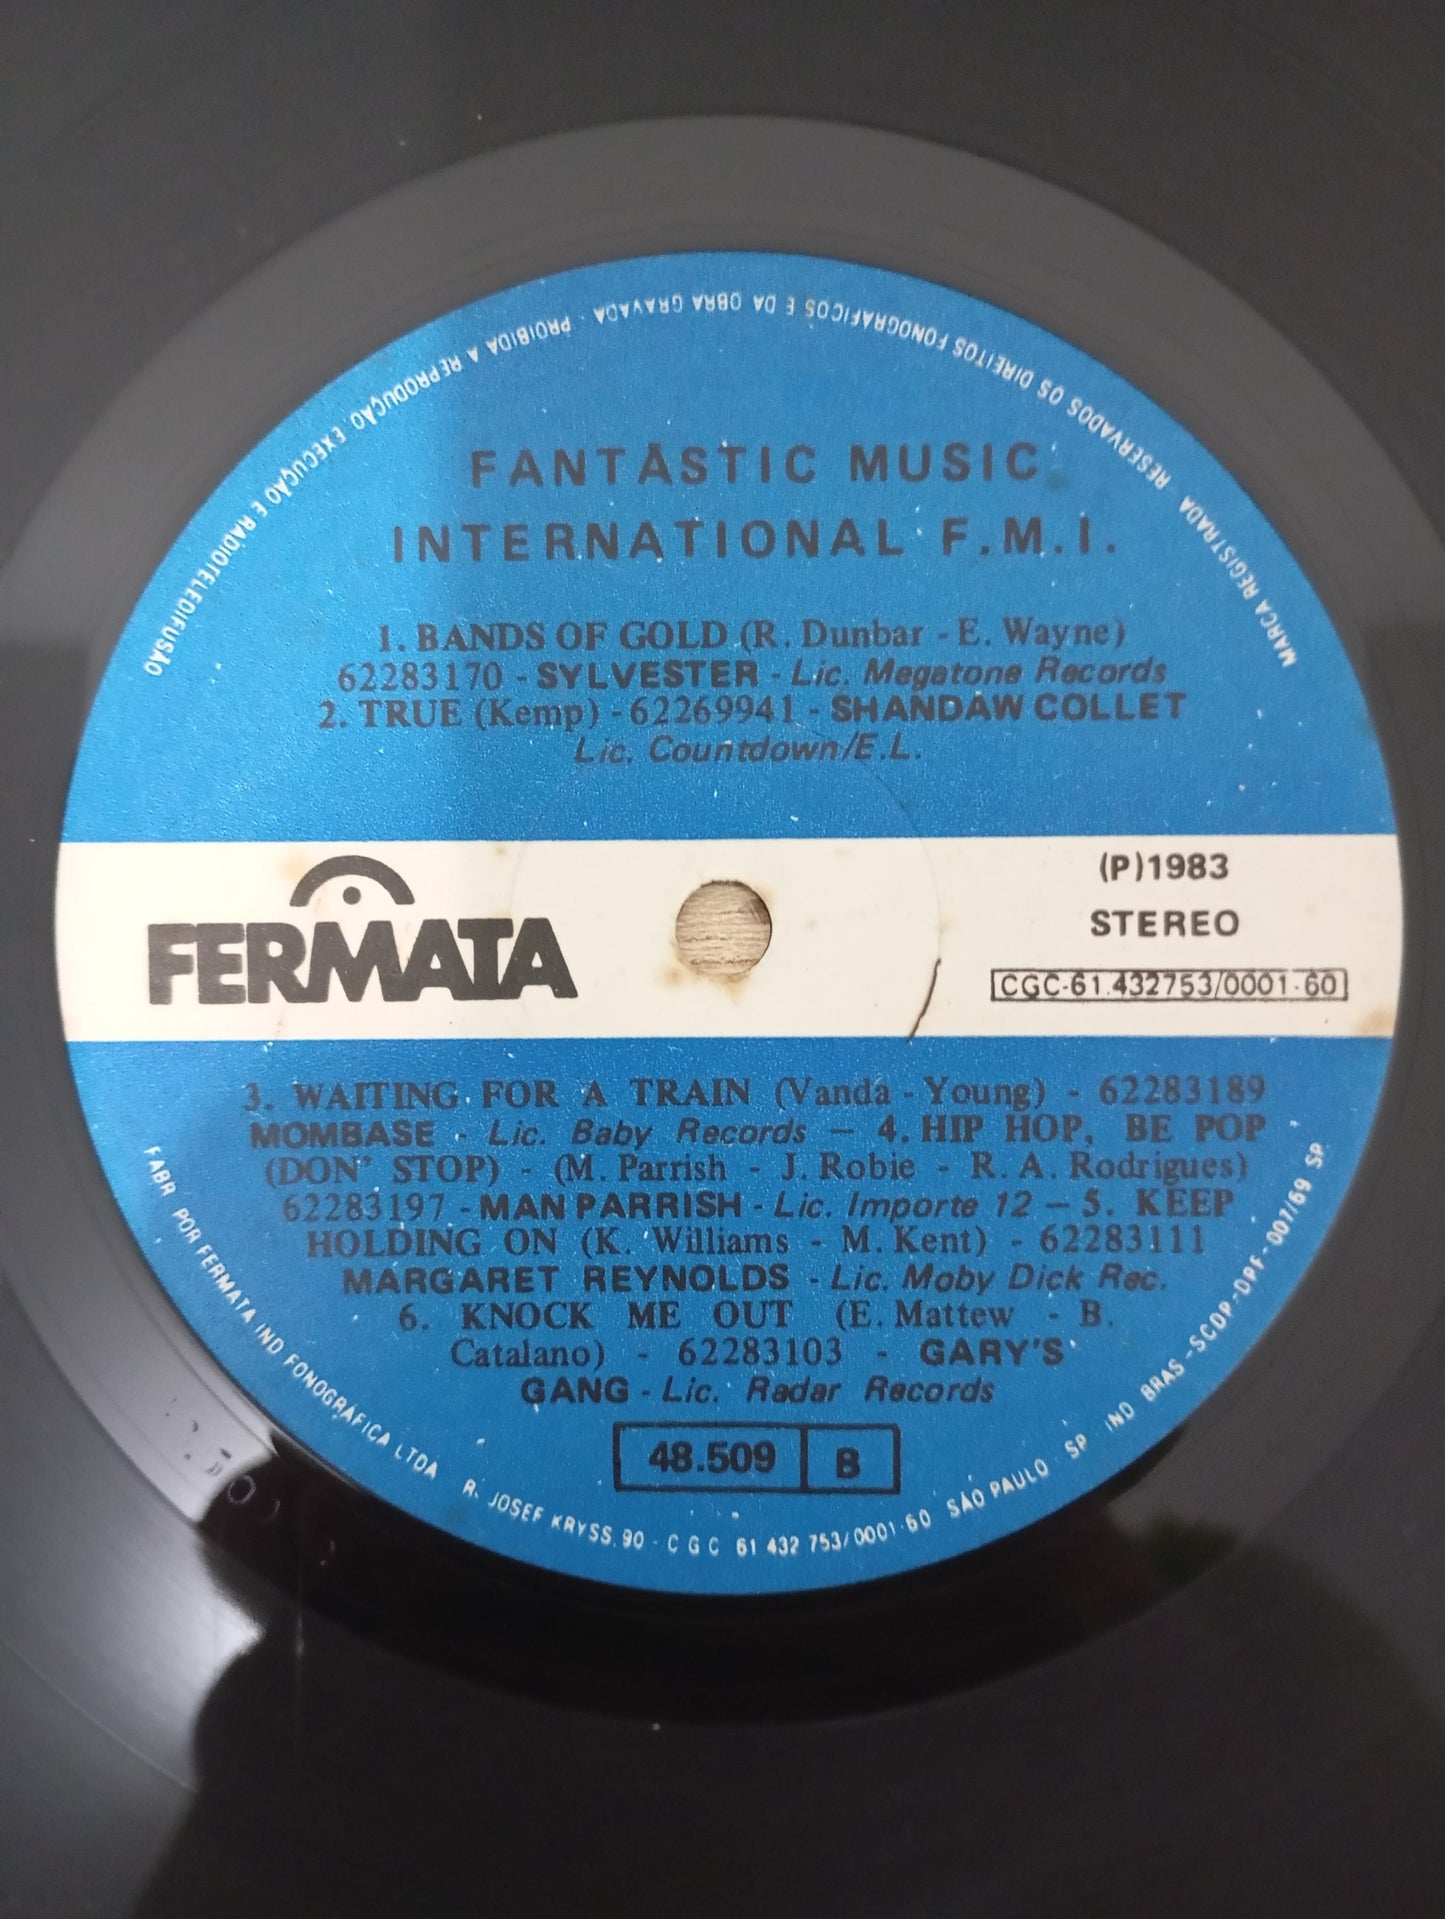 MARCA REGISTRADA RESERVADOS OS DIREITOS FONOGRAFICOS E DA OBRA GRAVADA · PROIBIDA A REPRODUÇÃO, EXECUÇÃO E RADIOTELEDIFUSÃO
FANTASTIC MUSIC
INTERNATIONAL F.M.I.
1. BANDS OF GOLD (R. Dunbar - E. Wayne)
62283170 - SYLVESTER - Lic. Megatone Records
2. TRUE (Kemp) - 62269941 - SHANDAW COLLET
Lic. Countdown/E.L.
FERMATA
(P)1983
STEREO
CGC-61.432753/0001-60
3. WAITING FOR A TRAIN (Vanda - Young) - 62283189
MOMBASE - Lic. Baby Records — 4. HIP HOP, BE POP
(DON' STOP) - (M. Parrish - J. Robie - R. A. Rodrigues)
62283197 - MAN PARRISH - Lic. Importe 12 — 5. KEEP
HOLDING ON (K. Williams - M. Kent) - 62283111
MARGARET REYNOLDS - Lic. Moby Dick Rec.
6. KNOCK ME OUT (E. Mattew - B.
Catalano) - 62283103 - GARY'S
GANG - Lic. Radar Records
48.509 B
FABR POR FERMATA IND FONOGRÁFICA LTDA R. JOSEF KRYSS, 90 - CGC 61 432 753/0001-60 SÃO PAULO - SP IND BRAS - SCDP - DPF - 007/69 SP